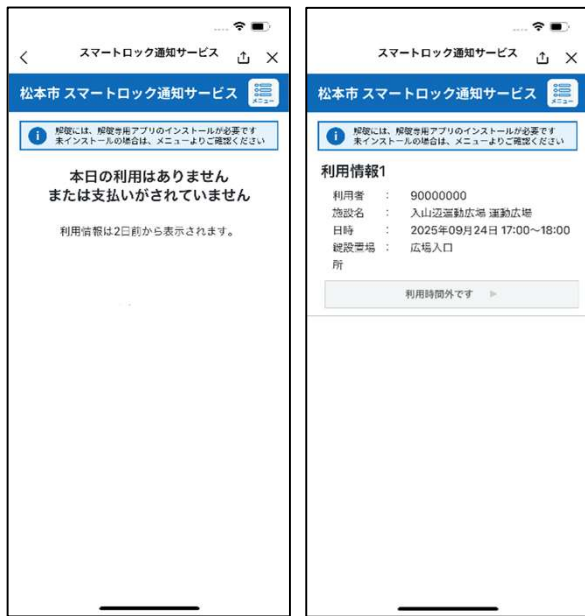 スマートロック通知サービス
松本市 スマートロック通知サービス
メニュー
解錠には、解錠専用アプリのインストールが必要です
未インストールの場合は、メニューよりご確認ください
本日の利用はありません
または支払いがされていません
利用情報は2日前から表示されます。
スマートロック通知サービス
松本市 スマートロック通知サービス
メニュー
解錠には、解錠専用アプリのインストールが必要です
未インストールの場合は、メニューよりご確認ください
利用情報1
利用者 : 90000000
施設名 : 入山辺運動広場 運動広場
日時 : 2025年09月24日 17:00～18:00
錠設置場 : 広場入口
所
利用時間外です